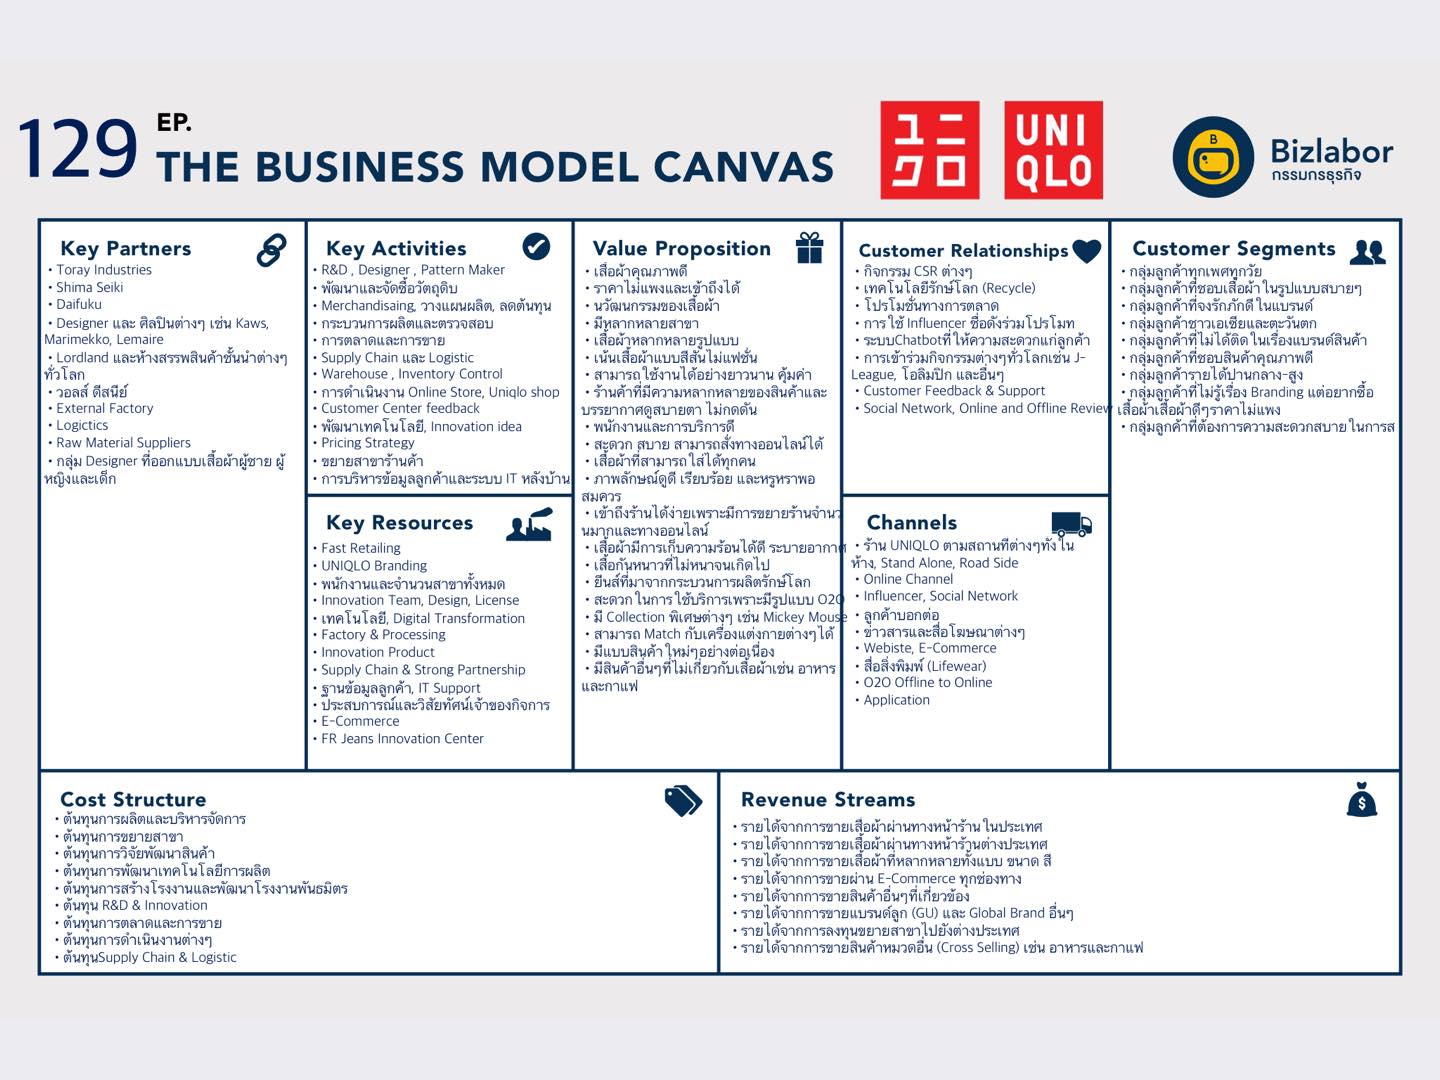 129
EP.
THE BUSINESS MODEL CANVAS
ユニ
クロ
UNI
QLO
B
Bizlabor
กรรมกรธุรกิจ
Key Partners
• Toray Industries
• Shima Seiki
• Daifuku
• Designer และ ศิลปินต่างๆ เช่น Kaws,
Marimekko, Lemaire
• Lordland และห้างสรรพสินค้าชั้นนำต่างๆ
ทั่วโลก
• วอลส์ ดีสนีย์
• External Factory
• Logictics
• Raw Material Suppliers
• กลุ่ม Designer ที่ออกแบบเสื้อผ้าผู้ชาย ผู้
หญิงและเด็ก
Key Activities
• R&D , Designer , Pattern Maker
• พัฒนาและจัดซื้อวัตถุดิบ
• Merchandisaing, วางแผนผลิต, ลดต้นทุน
• กระบวนการผลิตและตรวจสอบ
• การตลาดและการขาย
• Supply Chain และ Logistic
• Warehouse , Inventory Control
• การดำเนินงาน Online Store, Uniqlo shop
• Customer Center feedback
• พัฒนาเทคโนโลยี, Innovation idea
• Pricing Strategy
• ขยายสาขาร้านค้า
• การบริหารข้อมูลลูกค้าและระบบ IT หลังบ้าน
Key Resources
• Fast Retailing
• UNIQLO Branding
• พนักงานและจำนวนสาขาทั้งหมด
• Innovation Team, Design, License
• เทคโนโลยี, Digital Transformation
• Factory & Processing
• Innovation Product
• Supply Chain & Strong Partnership
• ฐานข้อมูลลูกค้า, IT Support
• ประสบการณ์และวิสัยทัศน์เจ้าของกิจการ
• E-Commerce
• FR Jeans Innovation Center
Value Proposition
• เสื้อผ้าคุณภาพดี
• ราคาไม่แพงและเข้าถึงได้
• นวัฒนกรรมของเสื้อผ้า
• มีหลากหลายสาขา
• เสื้อผ้าหลากหลายรูปแบบ
• เน้นเสื้อผ้าแบบสีสันไม่แฟชั่น
• สามารถใช้งานได้อย่างยาวนาน คุ้มค่า
• ร้านค้าที่มีความหลากหลายของสินค้าและ
บรรยากาศดูสบายตา ไม่กดดัน
• พนักงานและการบริการดี
• สะดวก สบาย สามารถสั่งทางออนไลน์ได้
• เสื้อผ้าที่สามารถใส่ได้ทุกคน
• ภาพลักษณ์ดูดี เรียบร้อย และหรูหราพอ
สมควร
• เข้าถึงร้านได้ง่ายเพราะมีการขยายร้านจำนว
นมากและทางออนไลน์
• เสื้อผ้ามีการเก็บความร้อนได้ดี ระบายอากาศ
• เสื้อกันหนาวที่ไม่หนาจนเกิดไป
• ยีนส์ที่มาจากกระบวนการผลิตรักษ์โลก
• สะดวกในการใช้บริการเพราะมีรูปแบบ O2O
• มี Collection พิเศษต่างๆ เช่น Mickey Mouse
• สามารถ Match กับเครื่องแต่งกายต่างๆได้
• มีแบบสินค้าใหม่ๆอย่างต่อเนื่อง
• มีสินค้าอื่นๆที่ไม่เกี่ยวกับเสื้อผ้าเช่น อาหาร
และกาแฟ
Customer Relationships
• กิจกรรม CSR ต่างๆ
• เทคโนโลยีรักษ์โลก (Recycle)
• โปรโมชั่นทางการตลาด
• การใช้ Influencer ชื่อดังร่วมโปรโมท
• ระบบChatbotที่ให้ความสะดวกแก่ลูกค้า
• การเข้าร่วมกิจกรรมต่างๆทั่วโลกเช่น J-
League, โอลิมปิก และอื่นๆ
• Customer Feedback & Support
• Social Network, Online and Offline Review
Channels
• ร้าน UNIQLO ตามสถานที่ต่างๆทั้งใน
ห้าง, Stand Alone, Road Side
• Online Channel
• Influencer, Social Network
• ลูกค้าบอกต่อ
• ข่าวสารและสื่อโฆษณาต่างๆ
• Webiste, E-Commerce
• สื่อสิ่งพิมพ์ (Lifewear)
• O2O Offline to Online
• Application
Customer Segments
• กลุ่มลูกค้าทุกเพศทุกวัย
• กลุ่มลูกค้าที่ชอบเสื้อผ้าในรูปแบบสบายๆ
• กลุ่มลูกค้าที่จงรักภักดีในแบรนด์
• กลุ่มลูกค้าชาวเอเชียและตะวันตก
• กลุ่มลูกค้าที่ไม่ได้ติดในเรื่องแบรนด์สินค้า
• กลุ่มลูกค้าที่ชอบสินค้าคุณภาพดี
• กลุ่มลูกค้ารายได้ปานกลาง-สูง
• กลุ่มลูกค้าที่ไม่รู้เรื่อง Branding แต่อยากซื้อ
เสื้อผ้าเสื้อผ้าดีๆราคาไม่แพง
• กลุ่มลูกค้าที่ต้องการความสะดวกสบายในการส
Cost Structure
• ต้นทุนการผลิตและบริหารจัดการ
• ต้นทุนการขยายสาขา
• ต้นทุนการวิจัยพัฒนาสินค้า
• ต้นทุนการพัฒนาเทคโนโลยีการผลิต
• ต้นทุนการสร้างโรงงานและพัฒนาโรงงานพันธมิตร
• ต้นทุน R&D & Innovation
• ต้นทุนการตลาดและการขาย
• ต้นทุนการดำเนินงานต่างๆ
• ต้นทุนSupply Chain & Logistic
Revenue Streams
$
• รายได้จากการขายเสื้อผ้าผ่านทางหน้าร้านในประเทศ
• รายได้จากการขายเสื้อผ้าผ่านทางหน้าร้านต่างประเทศ
• รายได้จากการขายเสื้อผ้าที่หลากหลายทั้งแบบ ขนาด สี
• รายได้จากการขายผ่าน E-Commerce ทุกช่องทาง
• รายได้จากการขายสินค้าอื่นๆที่เกี่ยวข้อง
• รายได้จากการขายแบรนด์ลูก (GU) และ Global Brand อื่นๆ
• รายได้จากการลงทุนขยายสาขาไปยังต่างประเทศ
• รายได้จากการขายสินค้าหมวดอื่น (Cross Selling) เช่น อาหารและกาแฟ